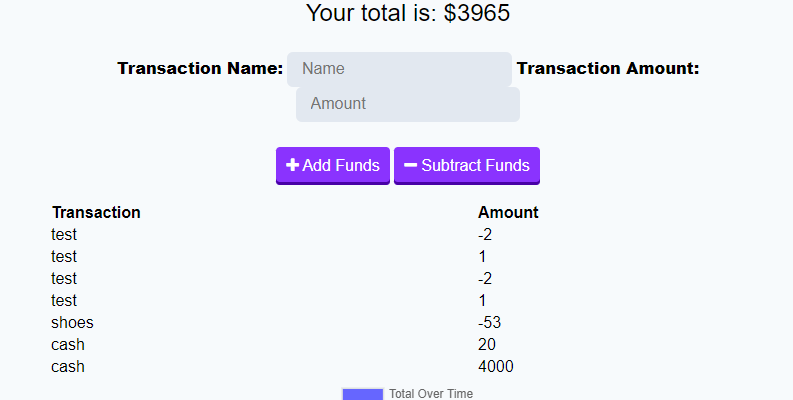 Your total is: $3965
Transaction Name: Name Transaction Amount:
Amount
Add Funds Subtract Funds
Transaction Amount
test -2
test 1
test -2
test 1
shoes -53
cash 20
cash 4000
Total Over Time